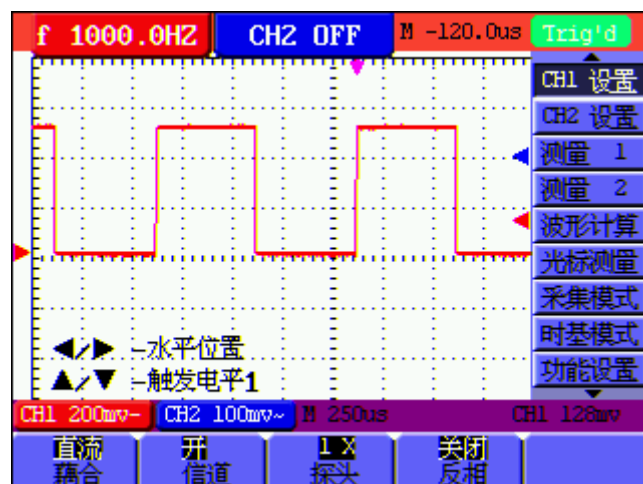 f 1000.0HZ CH2 OFF M -120.0us Trig'd
CH1 设置
CH2 设置
测量 1
测量 2
波形计算
光标测量
采集模式
时基模式
功能设置
◀/▶ -水平位置
▲/▼ -触发电平1
CH1 200mv- CH2 100mv~ M 250us CH1 128mv
直流 开 1 X 关闭
藕合 信道 探头 反相